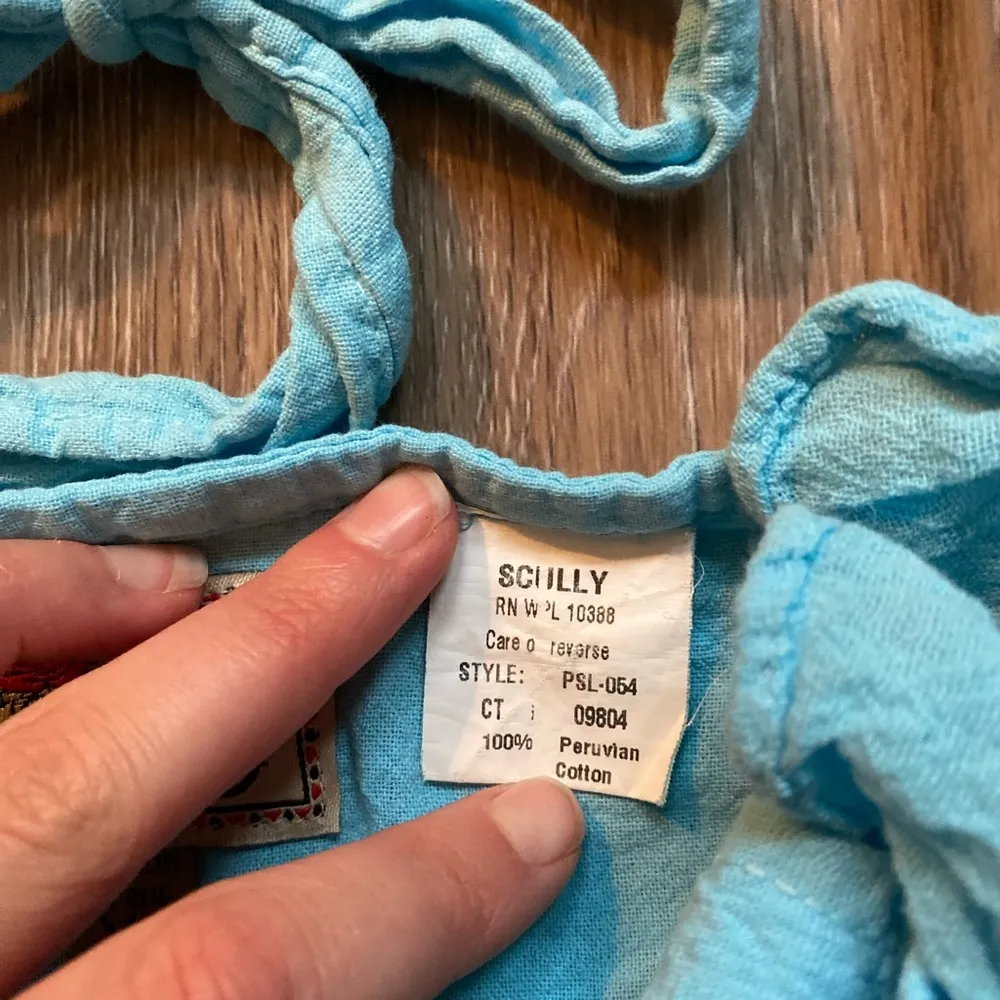 SCULLY
RN WPL 10388
Care o reverse
STYLE: PSL-054
CT 09804
100% Peruvian
Cotton